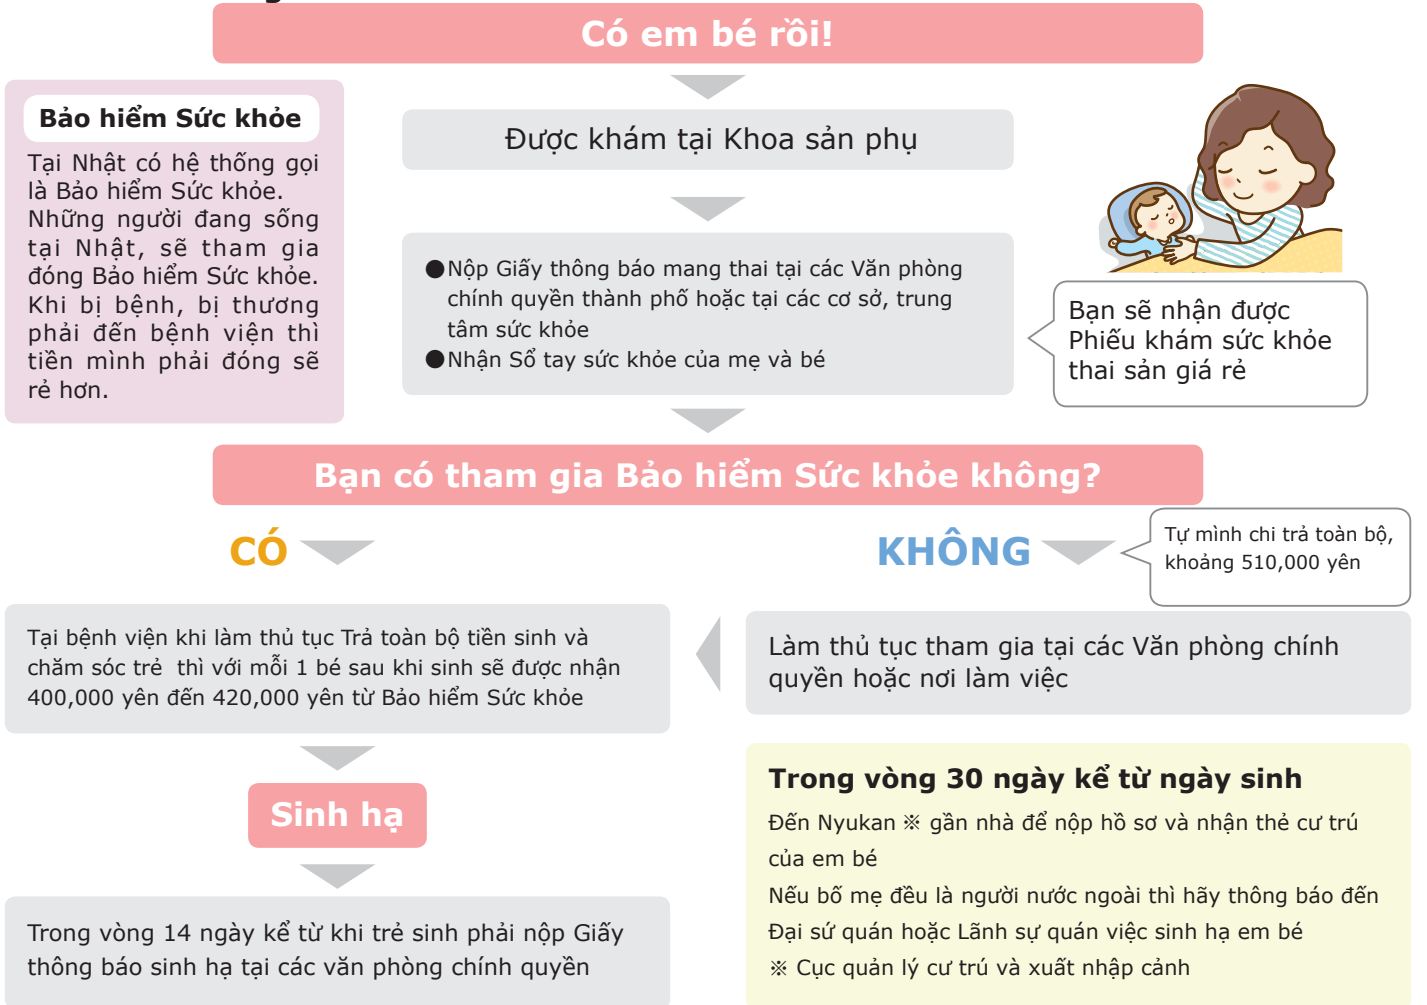 Có em bé rồi!
Bảo hiểm Sức khỏe
Tại Nhật có hệ thống gọi
là Bảo hiểm Sức khỏe.
Những người đang sống
tại Nhật, sẽ tham gia
đóng Bảo hiểm Sức khỏe.
Khi bị bệnh, bị thương
phải đến bệnh viện thì
tiền mình phải đóng sẽ
rẻ hơn.
Được khám tại Khoa sản phụ
●Nộp Giấy thông báo mang thai tại các Văn phòng
chính quyền thành phố hoặc tại các cơ sở, trung
tâm sức khỏe
●Nhận Sổ tay sức khỏe của mẹ và bé
Bạn sẽ nhận được
Phiếu khám sức khỏe
thai sản giá rẻ
Bạn có tham gia Bảo hiểm Sức khỏe không?
CÓ
KHÔNG
Tự mình chi trả toàn bộ,
khoảng 510,000 yên
Tại bệnh viện khi làm thủ tục Trả toàn bộ tiền sinh và
chăm sóc trẻ thì với mỗi 1 bé sau khi sinh sẽ được nhận
400,000 yên đến 420,000 yên từ Bảo hiểm Sức khỏe
Làm thủ tục tham gia tại các Văn phòng chính
quyền hoặc nơi làm việc
Sinh hạ
Trong vòng 14 ngày kể từ khi trẻ sinh phải nộp Giấy
thông báo sinh hạ tại các văn phòng chính quyền
Trong vòng 30 ngày kể từ ngày sinh
Đến Nyukan ※ gần nhà để nộp hồ sơ và nhận thẻ cư trú
của em bé
Nếu bố mẹ đều là người nước ngoài thì hãy thông báo đến
Đại sứ quán hoặc Lãnh sự quán việc sinh hạ em bé
※ Cục quản lý cư trú và xuất nhập cảnh